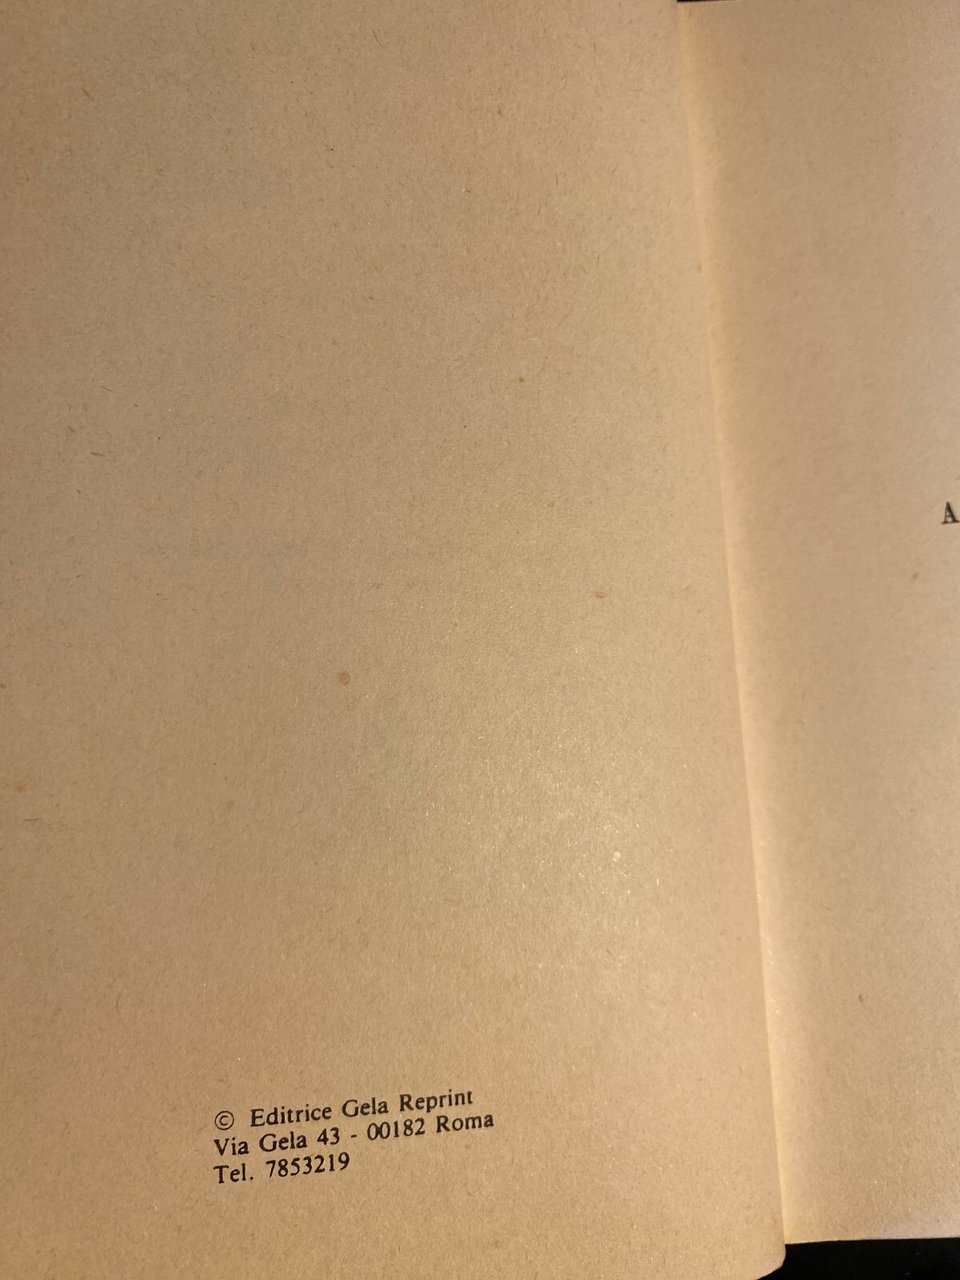 © Editrice Gela Reprint
Via Gela 43 - 00182 Roma
Tel. 7853219
A